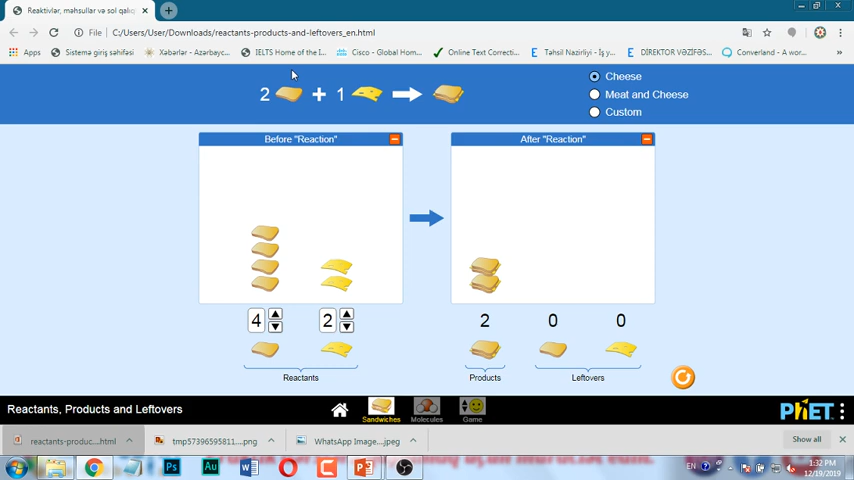 Reaktivlər, məhsullar və sol qalıq
C:/Users/User/Downloads/reactants-products-and-leftovers_en.html
File
Apps
Sistemə giriş səhifəsi
Xəbərlər - Azərbayc...
IELTS Home of the I...
Cisco - Global Hom...
Online Text Correcti...
Təhsil Nazirliyi - İş y...
DİREKTOR VƏZİFƏS...
Converland - A wor...
»
2 + 1
Cheese
Meat and Cheese
Custom
Before "Reaction"
After "Reaction"
4 2
2 0 0
Reactants
Products
Leftovers
Reactants, Products and Leftovers
Sandwiches
Molecules
Game
PhET
reactants-produc....html
tmp57396595811....png
WhatsApp Image....jpeg
Show all
Ps
Au
EN
1:32 PM
12/19/2019